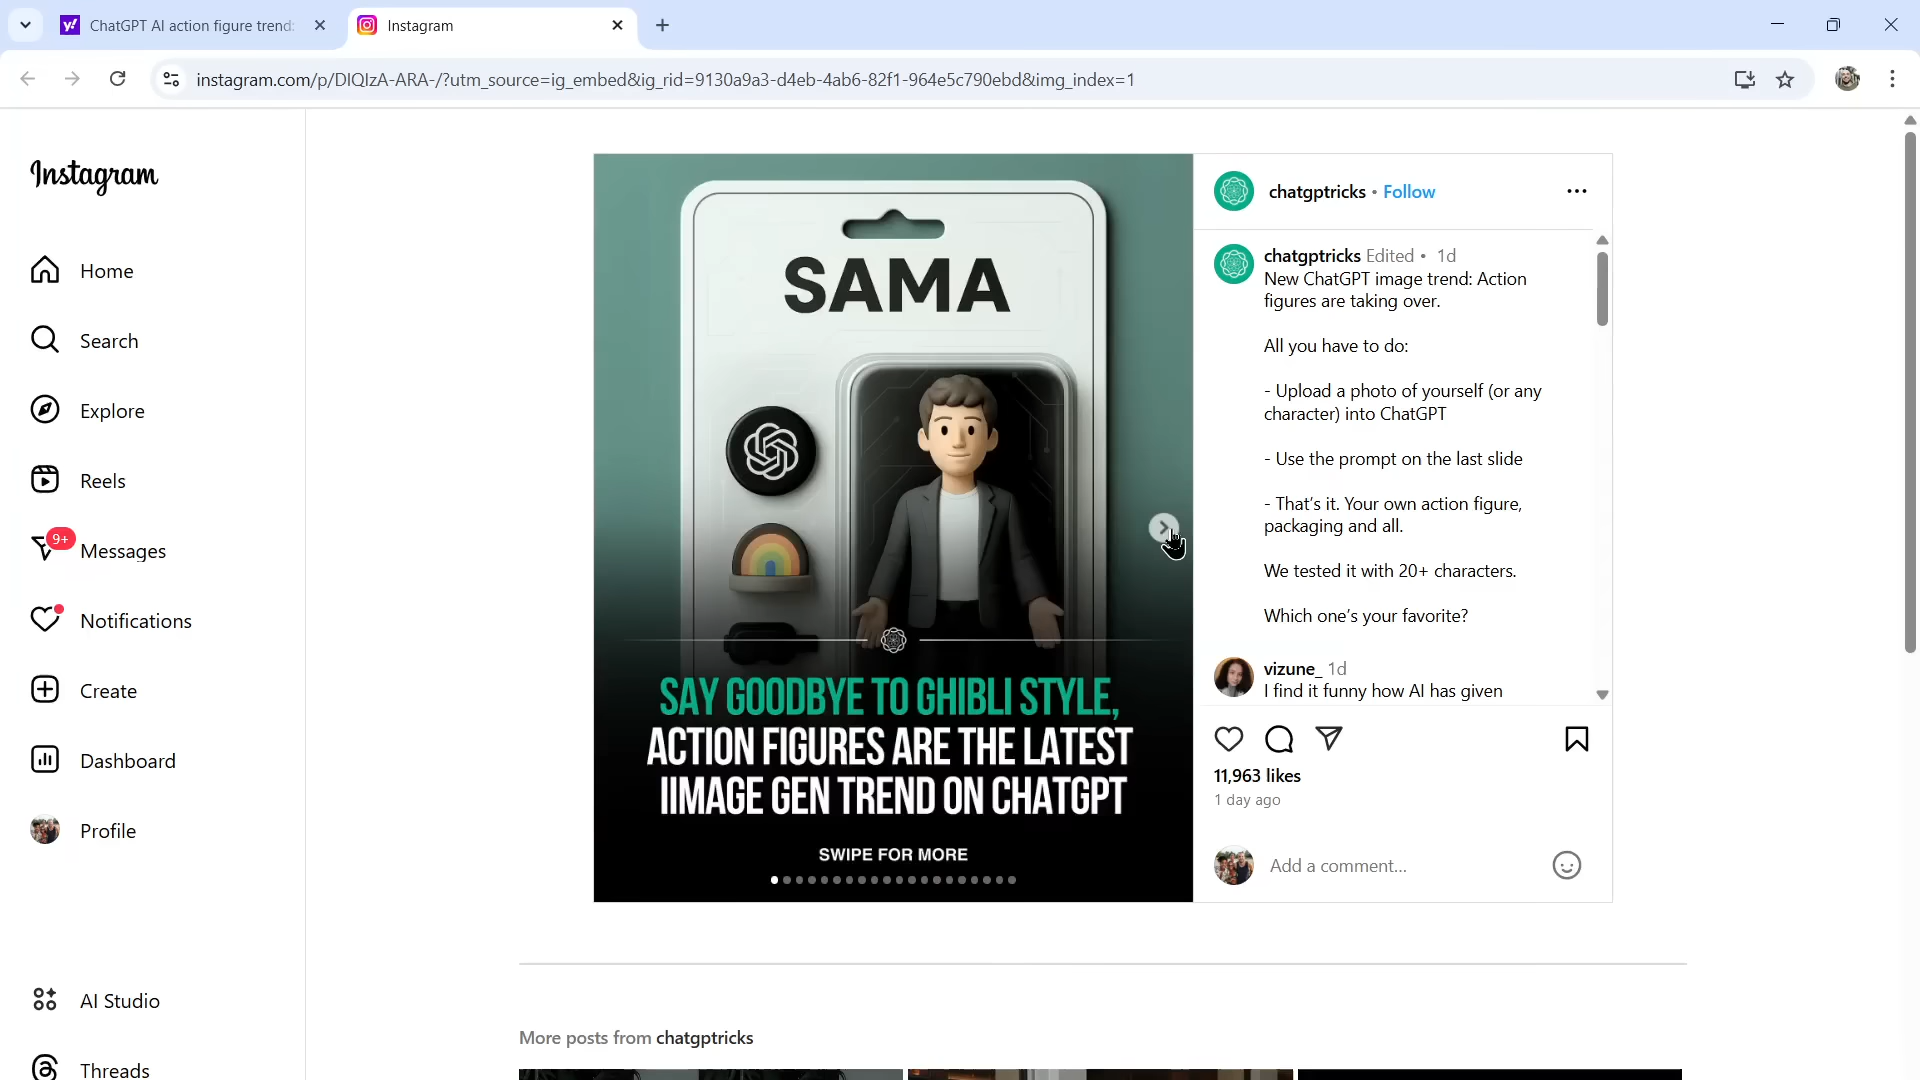 ChatGPT AI action figure trend:
Instagram
instagram.com/p/DIQIzA-ARA-/?utm_source=ig_embed&ig_rid=9130a9a3-d4eb-4ab6-82f1-964e5c790ebd&img_index=1
Instagram
Home
Search
Explore
Reels
9+
Messages
Notifications
Create
Dashboard
Profile
AI Studio
Threads
SAMA
SAY GOODBYE TO GHIBLI STYLE,
ACTION FIGURES ARE THE LATEST
IIMAGE GEN TREND ON CHATGPT
SWIPE FOR MORE
chatgptricks • Follow
chatgptricks Edited • 1d
New ChatGPT image trend: Action
figures are taking over.
All you have to do:
- Upload a photo of yourself (or any
character) into ChatGPT
- Use the prompt on the last slide
- That's it. Your own action figure,
packaging and all.
We tested it with 20+ characters.
Which one's your favorite?
vizune_ 1d
I find it funny how AI has given
11,963 likes
1 day ago
Add a comment...
More posts from chatgptricks